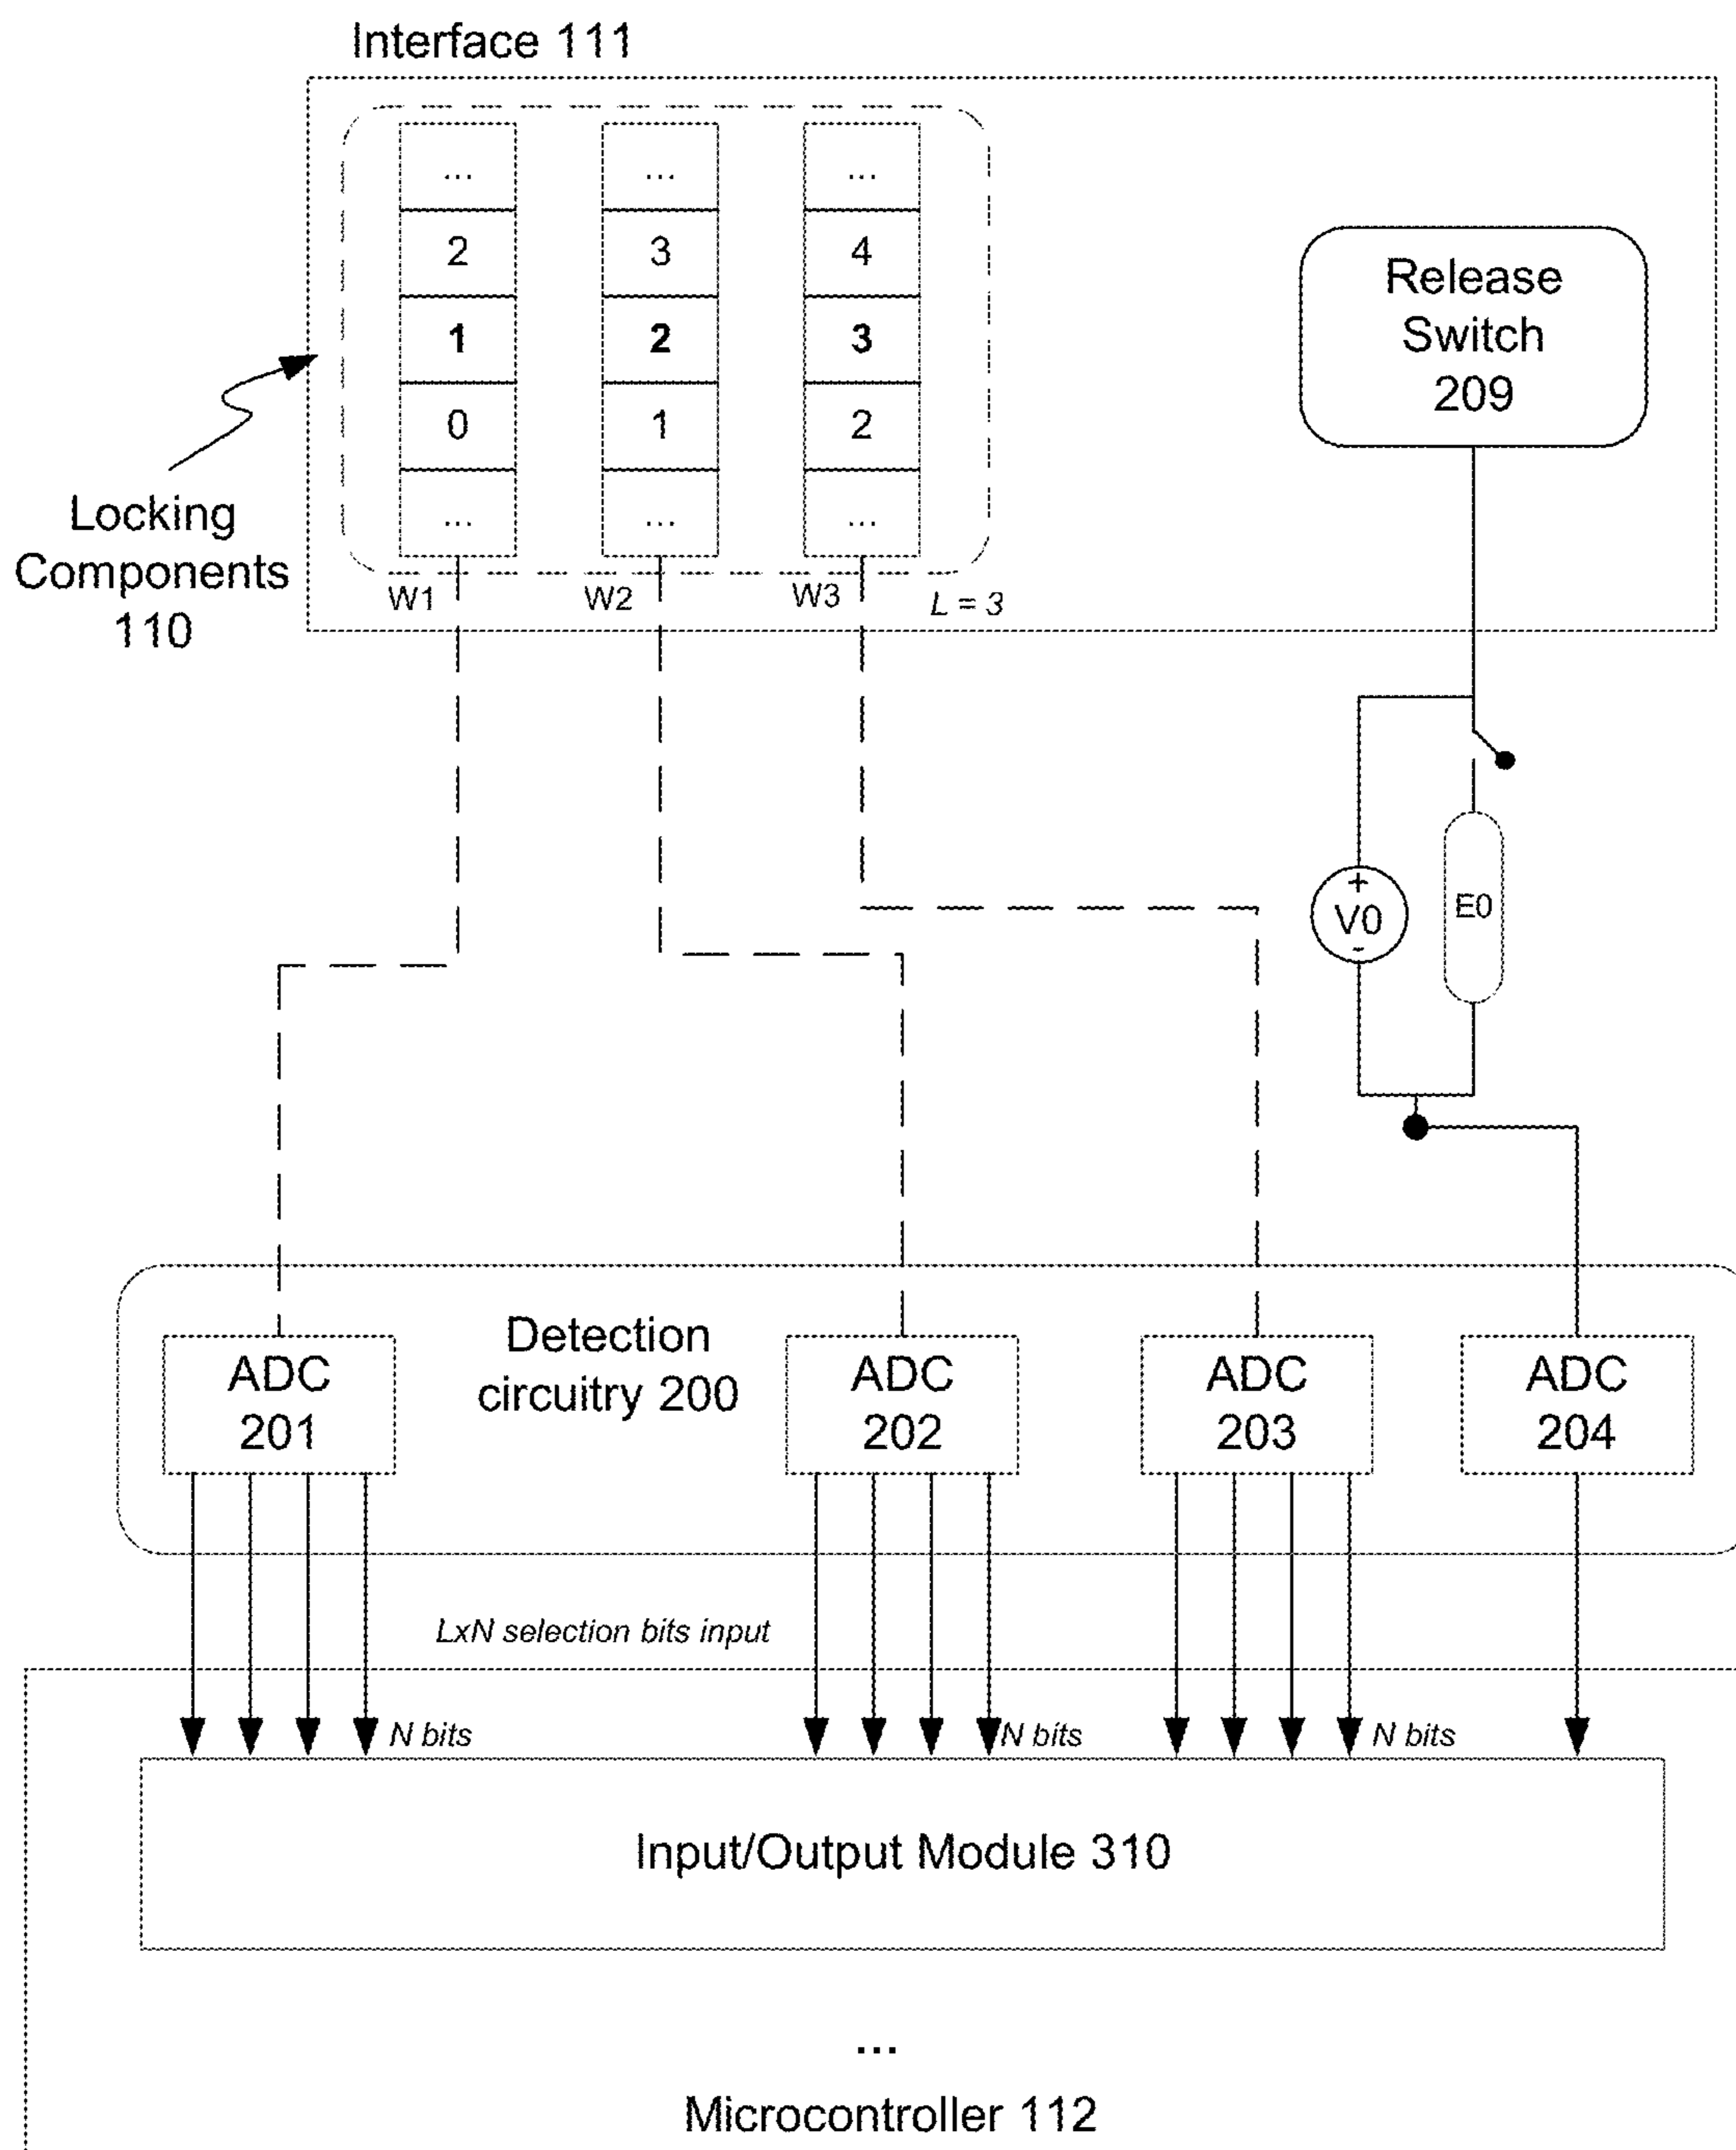 Interface 111
... ... ...
2 3 4
1 2 3
0 1 2
... ... ...
Release
Switch
209
Locking
Components
110
W1 W2 W3 L = 3
+
V0
-
E0
Detection
circuitry 200
ADC
201
ADC
202
ADC
203
ADC
204
LxN selection bits input
N bits N bits N bits
Input/Output Module 310
...
Microcontroller 112